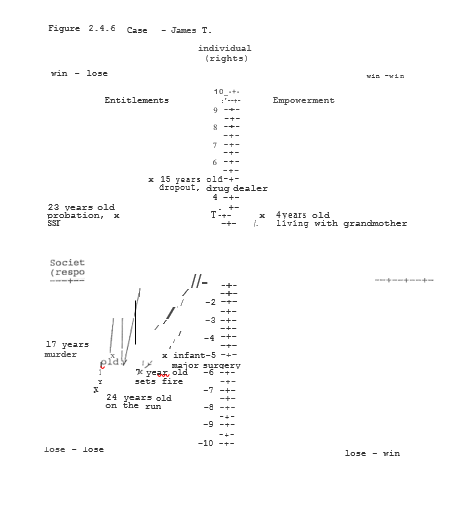 Figure 2.4.6 Case - James T.
individual
(rights)
win - lose
win -win
10
Entitlements
Empowerment
9
8
7
6
x 15 years old
dropout, drug dealer
4
23 years old
probation, x
SSI
x 4years old
living with grandmother
Societ
(respo
-2
-3
-4
17 years
murder
x infant-5
old
major surgery
7 year old -6
sets fire
x
-7
24 years old
on the run
-8
-9
-10
lose - lose
lose - win